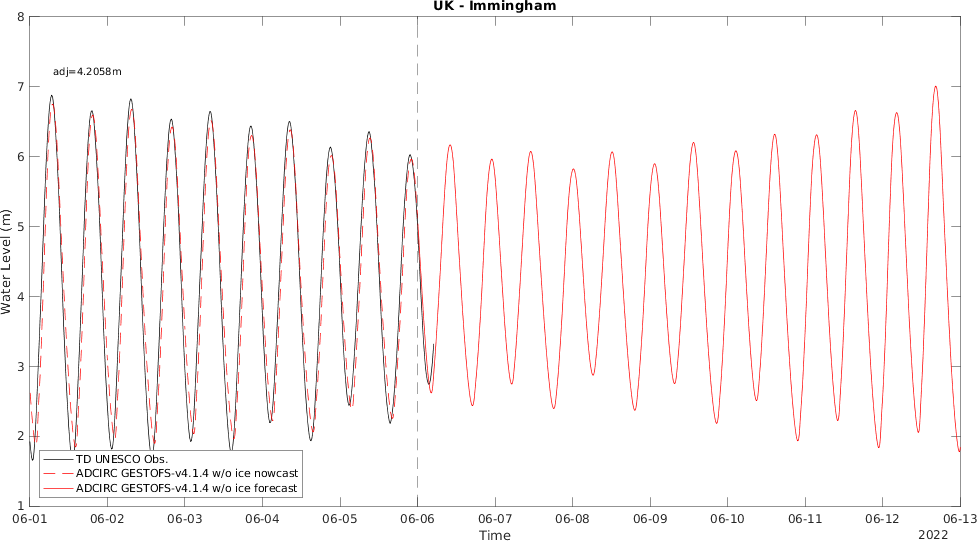 UK - Immingham
8
7
6
5
4
3
2
1
adj=4.2058m
Water Level (m)
TD UNESCO Obs.
ADCIRC GESTOFS-v4.1.4 w/o ice nowcast
ADCIRC GESTOFS-v4.1.4 w/o ice forecast
06-01 06-02 06-03 06-04 06-05 06-06 06-07 06-08 06-09 06-10 06-11 06-12 06-13
Time
2022